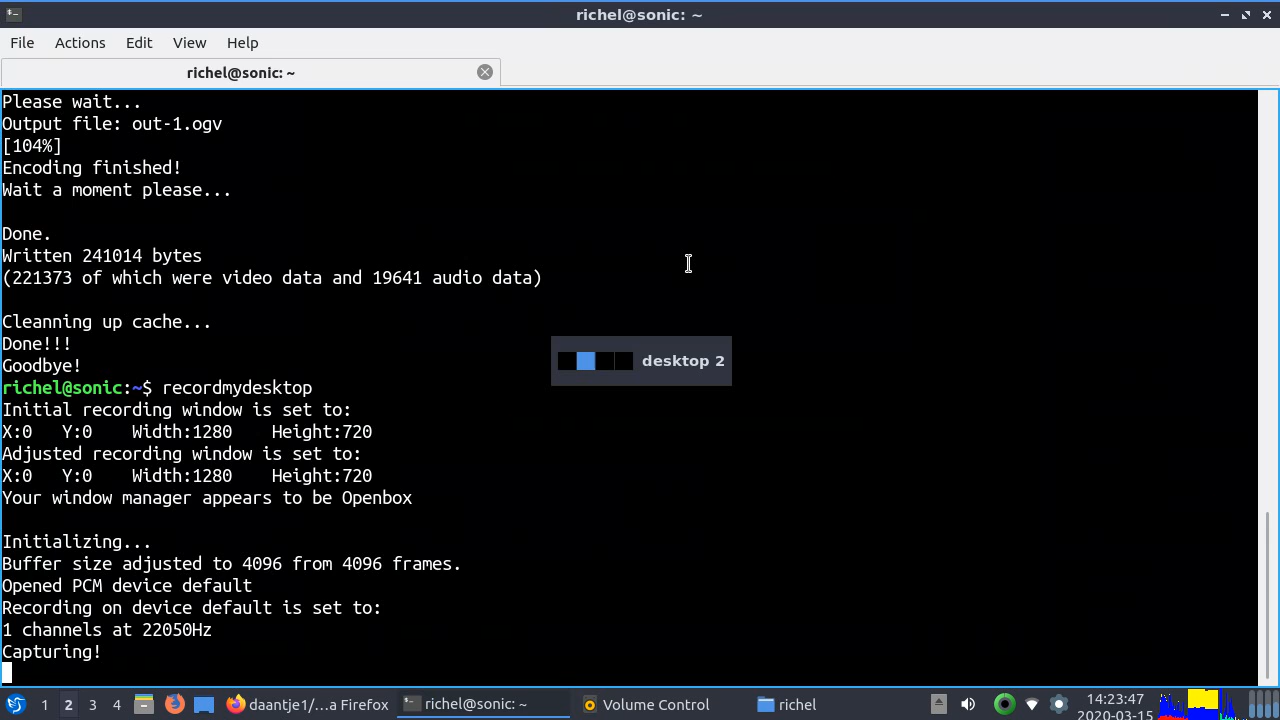 richel@sonic: ~
File Actions Edit View Help
richel@sonic: ~
Please wait...
Output file: out-1.ogv
[104%]
Encoding finished!
Wait a moment please...
Done.
Written 241014 bytes
(221373 of which were video data and 19641 audio data)
Cleanning up cache...
Done!!!
Goodbye!
richel@sonic:~$ recordmydesktop
Initial recording window is set to:
X:0 Y:0 Width:1280 Height:720
Adjusted recording window is set to:
X:0 Y:0 Width:1280 Height:720
Your window manager appears to be Openbox
Initializing...
Buffer size adjusted to 4096 from 4096 frames.
Opened PCM device default
Recording on device default is set to:
1 channels at 22050Hz
Capturing!
desktop 2
1 2 3 4 daantje1/...a Firefox richel@sonic: ~ Volume Control richel 14:23:47
2020-03-15